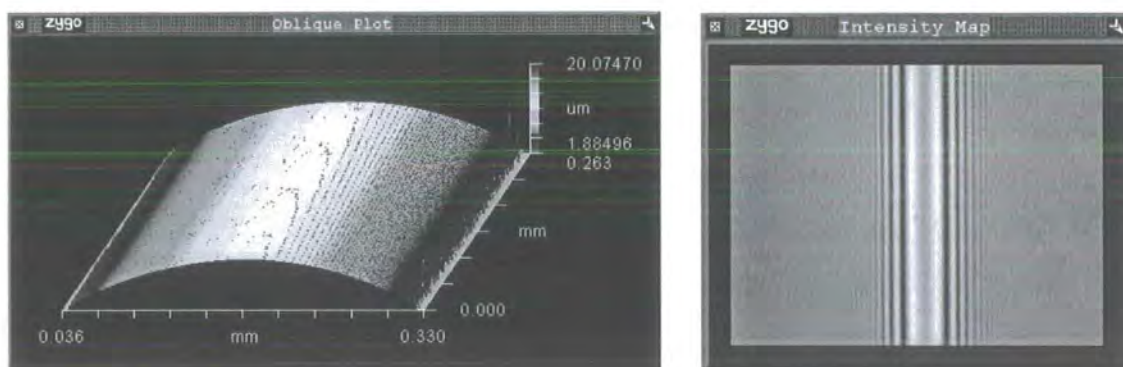 zygo Oblique Plot
20.07470
um
1.88496
0.263
mm
0.000
0.036 mm 0.330
zygo Intensity Map